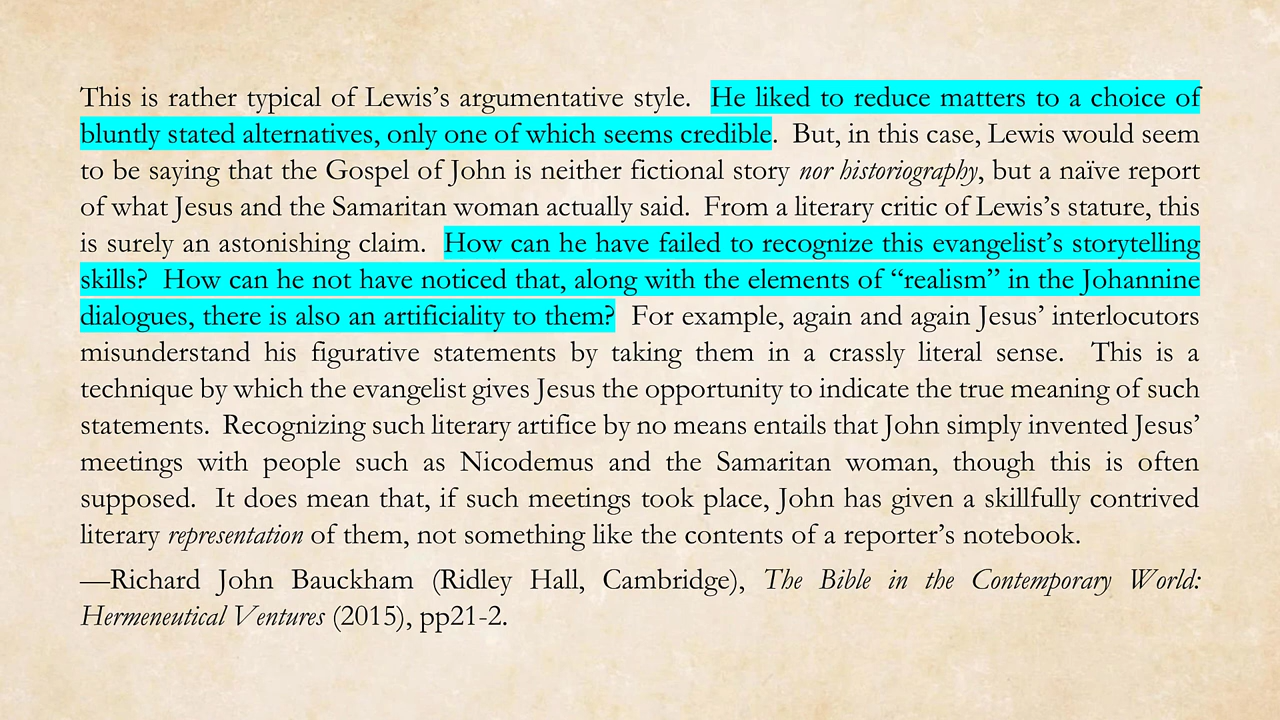 This is rather typical of Lewis’s argumentative style.  He liked to reduce matters to a choice of
bluntly stated alternatives, only one of which seems credible.  But, in this case, Lewis would seem
to be saying that the Gospel of John is neither fictional story nor historiography, but a naïve report
of what Jesus and the Samaritan woman actually said.  From a literary critic of Lewis’s stature, this
is surely an astonishing claim.  How can he have failed to recognize this evangelist’s storytelling
skills?  How can he not have noticed that, along with the elements of “realism” in the Johannine
dialogues, there is also an artificiality to them?  For example, again and again Jesus’ interlocutors
misunderstand his figurative statements by taking them in a crassly literal sense.  This is a
technique by which the evangelist gives Jesus the opportunity to indicate the true meaning of such
statements.  Recognizing such literary artifice by no means entails that John simply invented Jesus’
meetings with people such as Nicodemus and the Samaritan woman, though this is often
supposed.  It does mean that, if such meetings took place, John has given a skillfully contrived
literary representation of them, not something like the contents of a reporter’s notebook.
—Richard John Bauckham (Ridley Hall, Cambridge), The Bible in the Contemporary World:
Hermeneutical Ventures (2015), pp21-2.